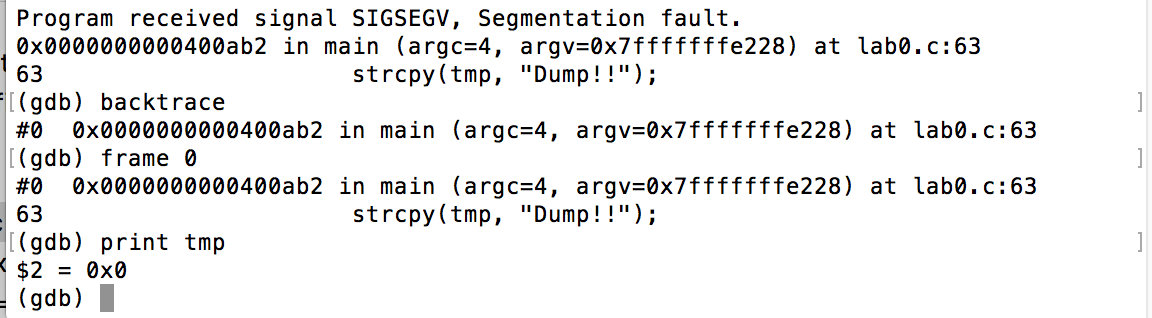 Program received signal SIGSEGV, Segmentation fault.
0x0000000000400ab2 in main (argc=4, argv=0x7fffffffe228) at lab0.c:63
63                      strcpy(tmp, "Dump!!");
[(gdb) backtrace ]
#0  0x0000000000400ab2 in main (argc=4, argv=0x7fffffffe228) at lab0.c:63
[(gdb) frame 0 ]
#0  0x0000000000400ab2 in main (argc=4, argv=0x7fffffffe228) at lab0.c:63
63                      strcpy(tmp, "Dump!!");
[(gdb) print tmp ]
$2 = 0x0
(gdb)